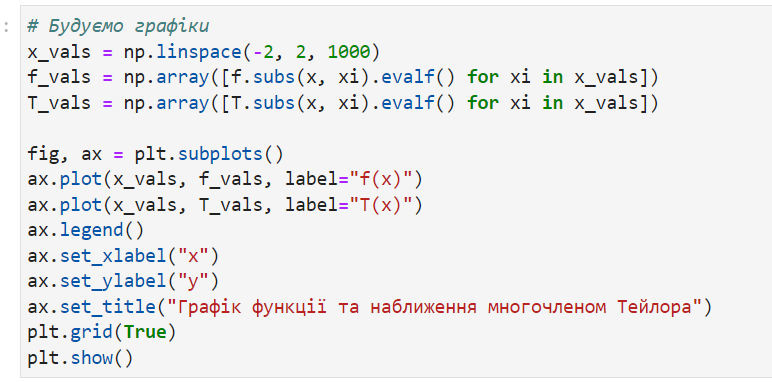 :
# Будуємо графіки
x_vals = np.linspace(-2, 2, 1000)
f_vals = np.array([f.subs(x, xi).evalf() for xi in x_vals])
T_vals = np.array([T.subs(x, xi).evalf() for xi in x_vals])

fig, ax = plt.subplots()
ax.plot(x_vals, f_vals, label="f(x)")
ax.plot(x_vals, T_vals, label="T(x)")
ax.legend()
ax.set_xlabel("x")
ax.set_ylabel("y")
ax.set_title("Графік функції та наближення многочленом Тейлора")
plt.grid(True)
plt.show()